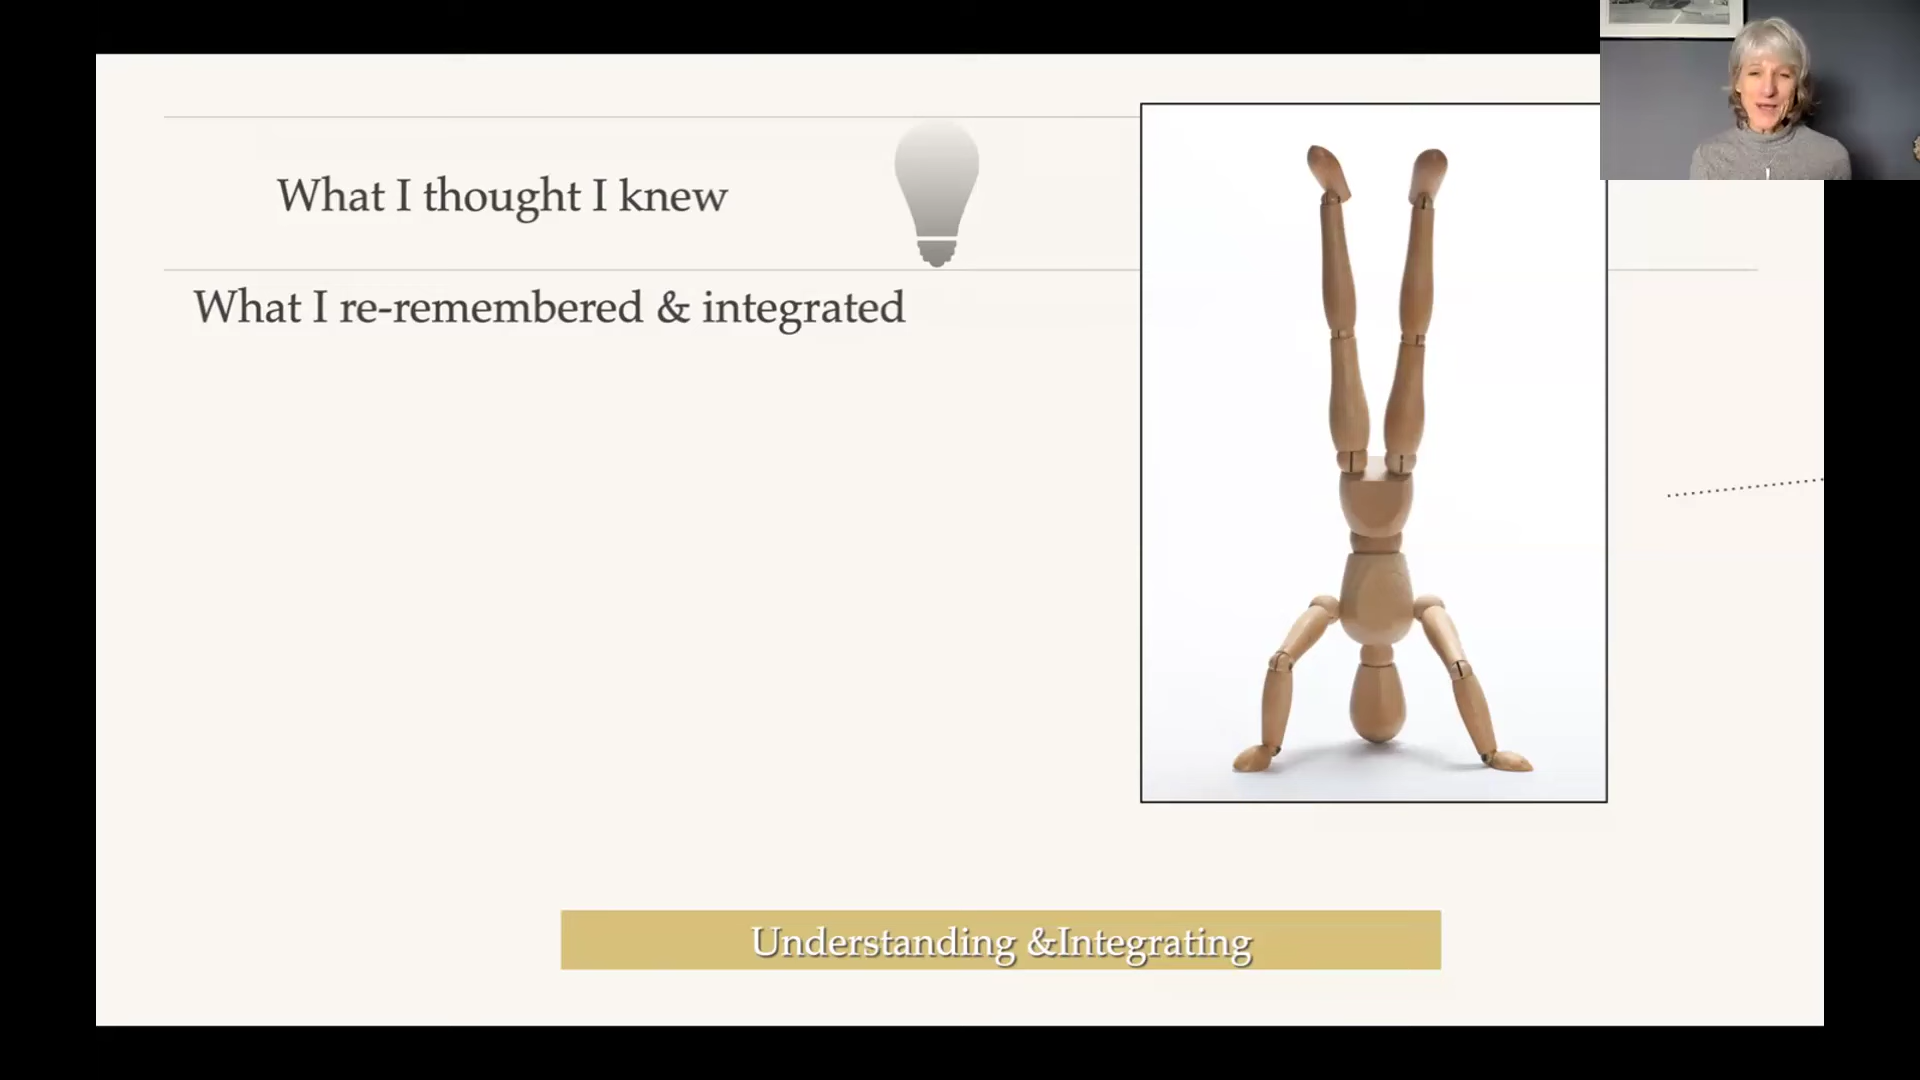 What I thought I knew
What I re-remembered & integrated
Understanding &Integrating